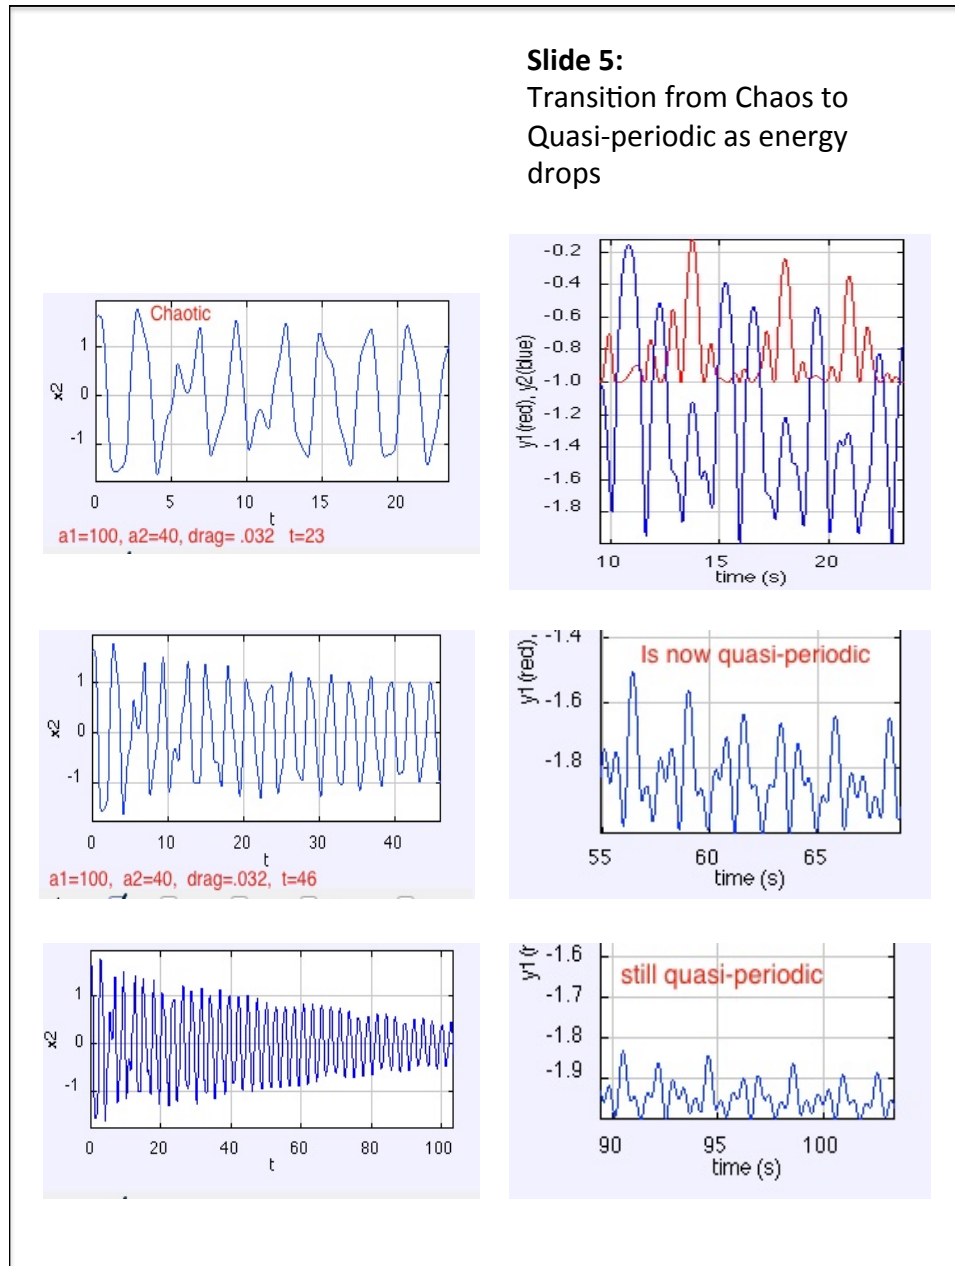 Slide 5:
Transition from Chaos to
Quasi-periodic as energy
drops
Chaotic
1
0
-1
x2
0 5 10 15 20
t
a1=100, a2=40, drag= .032 t=23
-0.2
-0.4
-0.6
-0.8
-1.0
-1.2
-1.4
-1.6
-1.8
y1(red), y2(blue)
10 15 20
time (s)
1
0
-1
x2
0 10 20 30 40
t
a1=100, a2=40, drag=.032, t=46
Is now quasi-periodic
-1.4
-1.6
-1.8
y1(red),
55 60 65
time (s)
1
0
-1
x2
0 20 40 60 80 100
t
still quasi-periodic
-1.6
-1.7
-1.8
-1.9
y1(r
90 95 100
time (s)